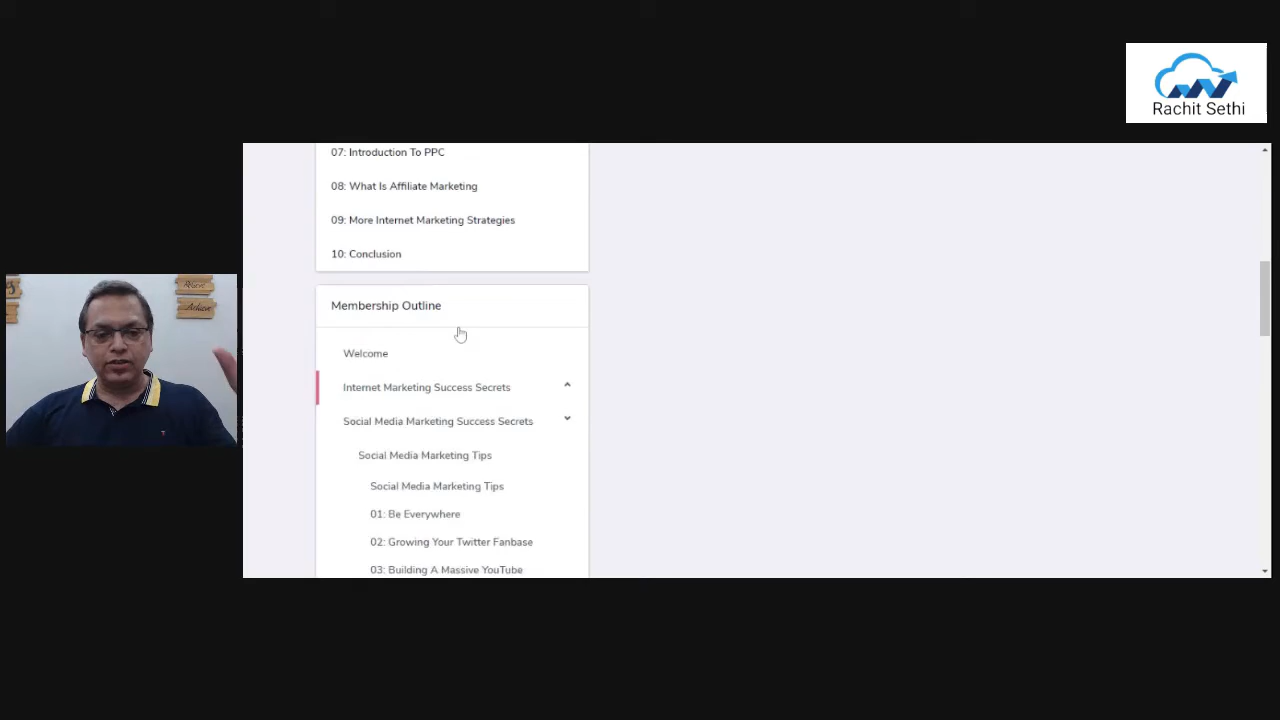 Rachit Sethi
07: Introduction To PPC
08: What Is Affiliate Marketing
09: More Internet Marketing Strategies
10: Conclusion
Membership Outline
Welcome
Internet Marketing Success Secrets
Social Media Marketing Success Secrets
Social Media Marketing Tips
Social Media Marketing Tips
01: Be Everywhere
02: Growing Your Twitter Fanbase
03: Building A Massive YouTube
Achieve